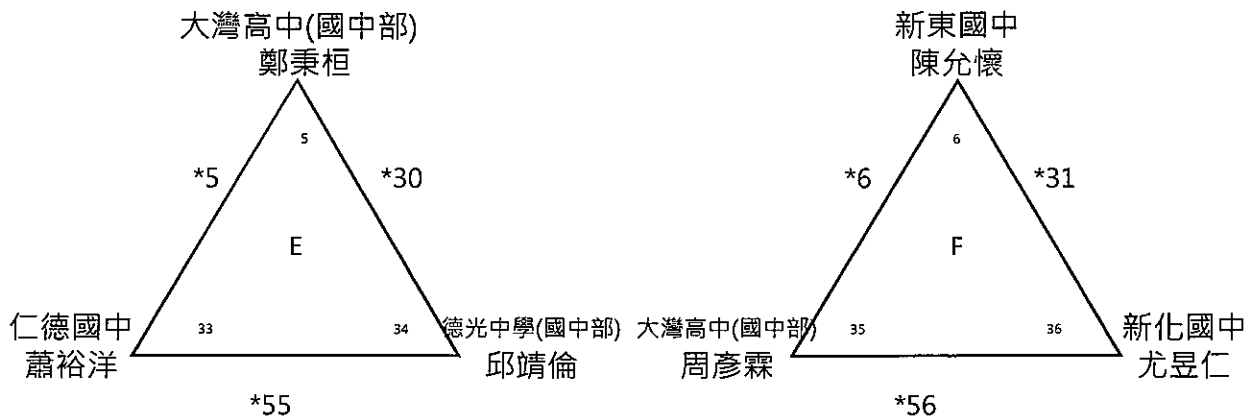 大灣高中(國中部)
鄭秉桓
5
*5
*30
E
仁德國中
蕭裕洋
33
34
德光中學(國中部)
邱靖倫
*55
新東國中
陳允懷
6
*6
*31
F
大灣高中(國中部)
周彥霖
35
36
新化國中
尤昱仁
*56